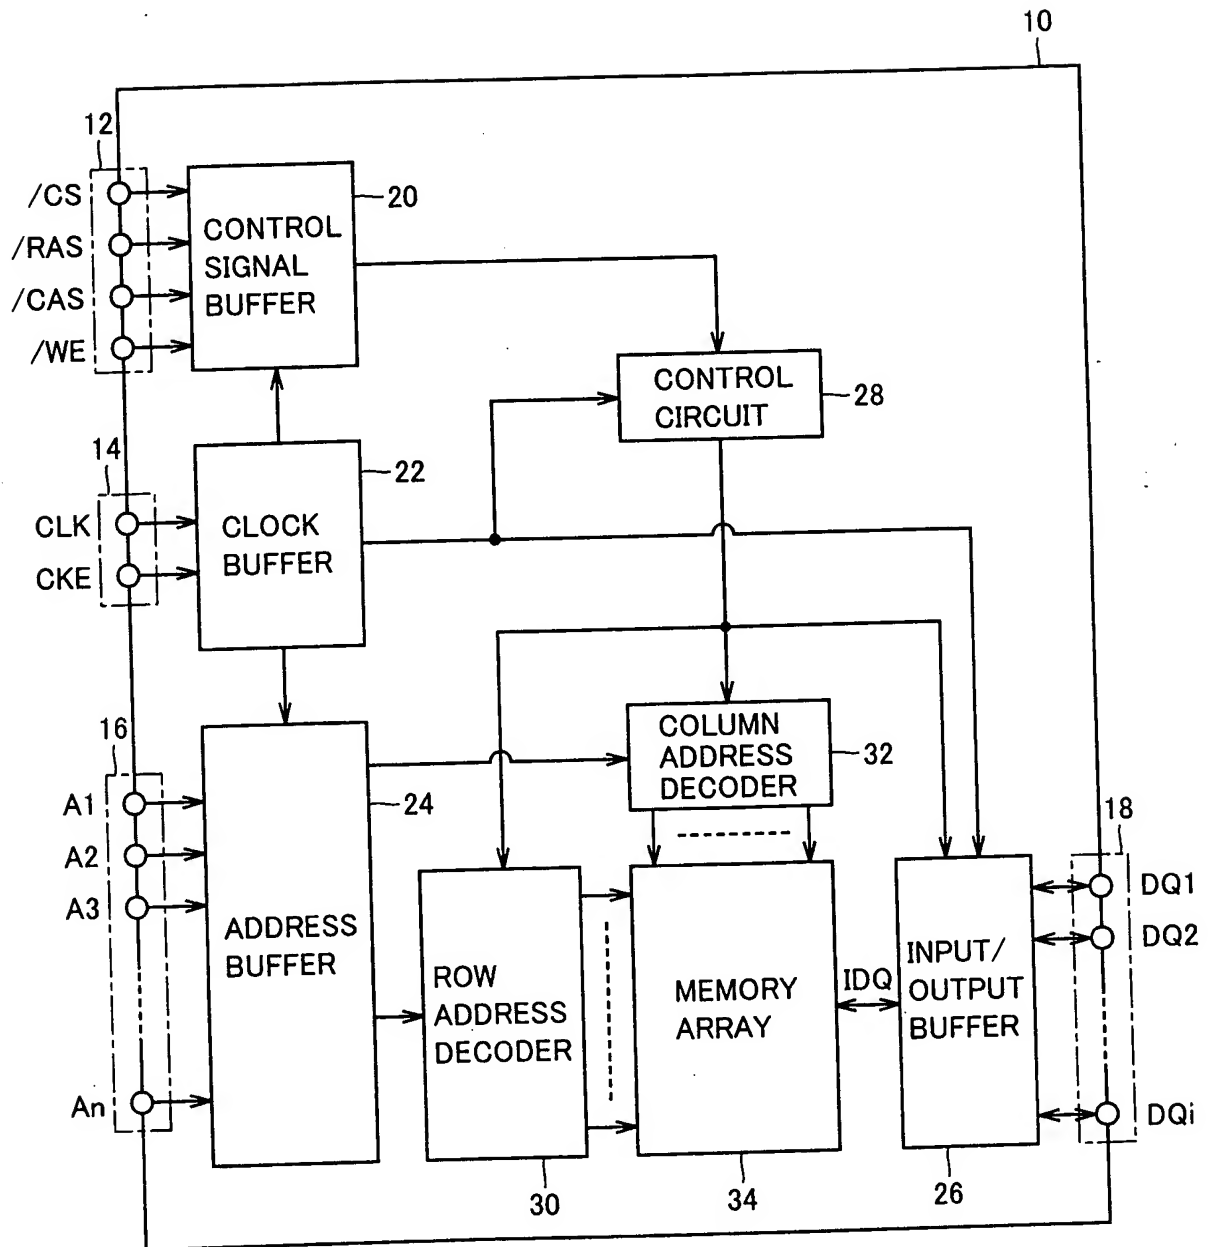 10
12
/CS
/RAS
/CAS
/WE
CONTROL
SIGNAL
BUFFER
20
CONTROL
CIRCUIT
28
14
CLK
CKE
CLOCK
BUFFER
22
16
A1
A2
A3
An
ADDRESS
BUFFER
24
COLUMN
ADDRESS
DECODER
32
ROW
ADDRESS
DECODER
30
MEMORY
ARRAY
34
IDQ
INPUT/
OUTPUT
BUFFER
26
18
DQ1
DQ2
DQi